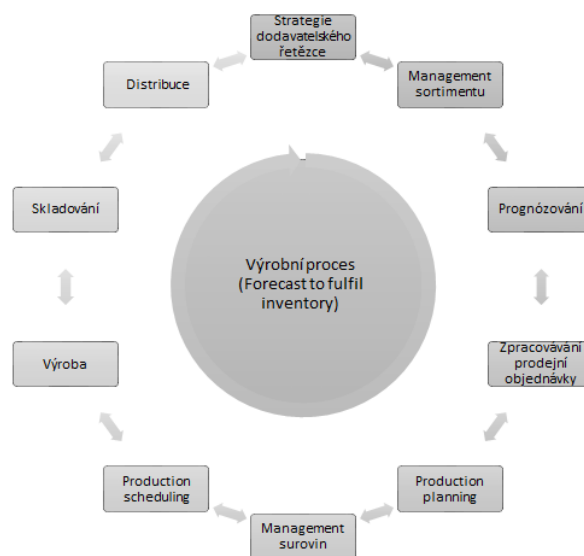 Strategie
dodavatelského
řetězce
Management
sortimentu
Prognózování
Zpracovávání
prodejní
objednávky
Production
planning
Management
surovin
Production
scheduling
Výroba
Skladování
Distribuce
Výrobní proces
(Forecast to fulfil
inventory)